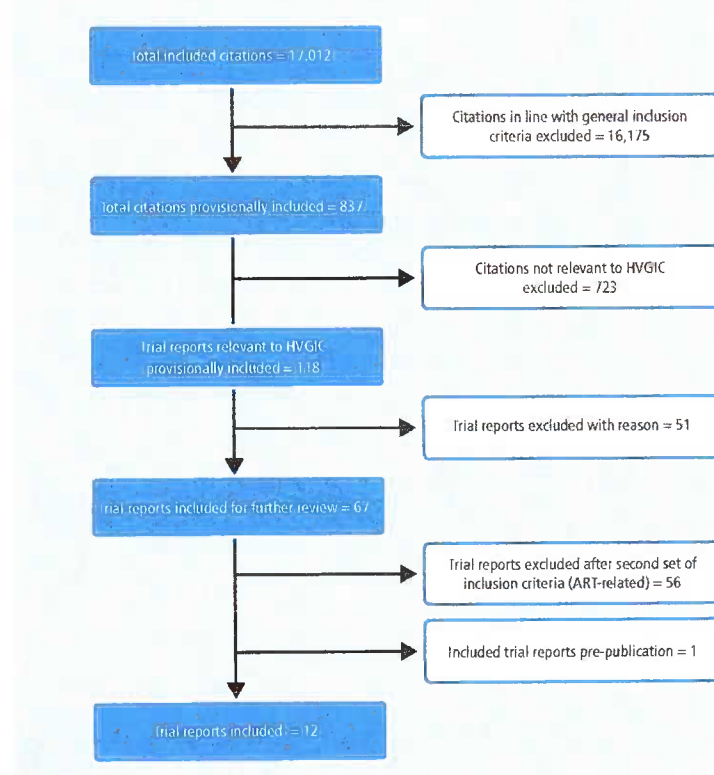 Total included citations = 17,012
Citations in line with general inclusion
criteria excluded = 16,175
Total citations provisionally included = 837
Citations not relevant to HVGIC
excluded = 723
Trial reports relevant to HVGIC
provisionally included = 118
Trial reports excluded with reason = 51
Trial reports included for further review = 67
Trial reports excluded after second set of
inclusion criteria (ART-related) = 56
Included trial reports pre-publication = 1
Trial reports included = 12